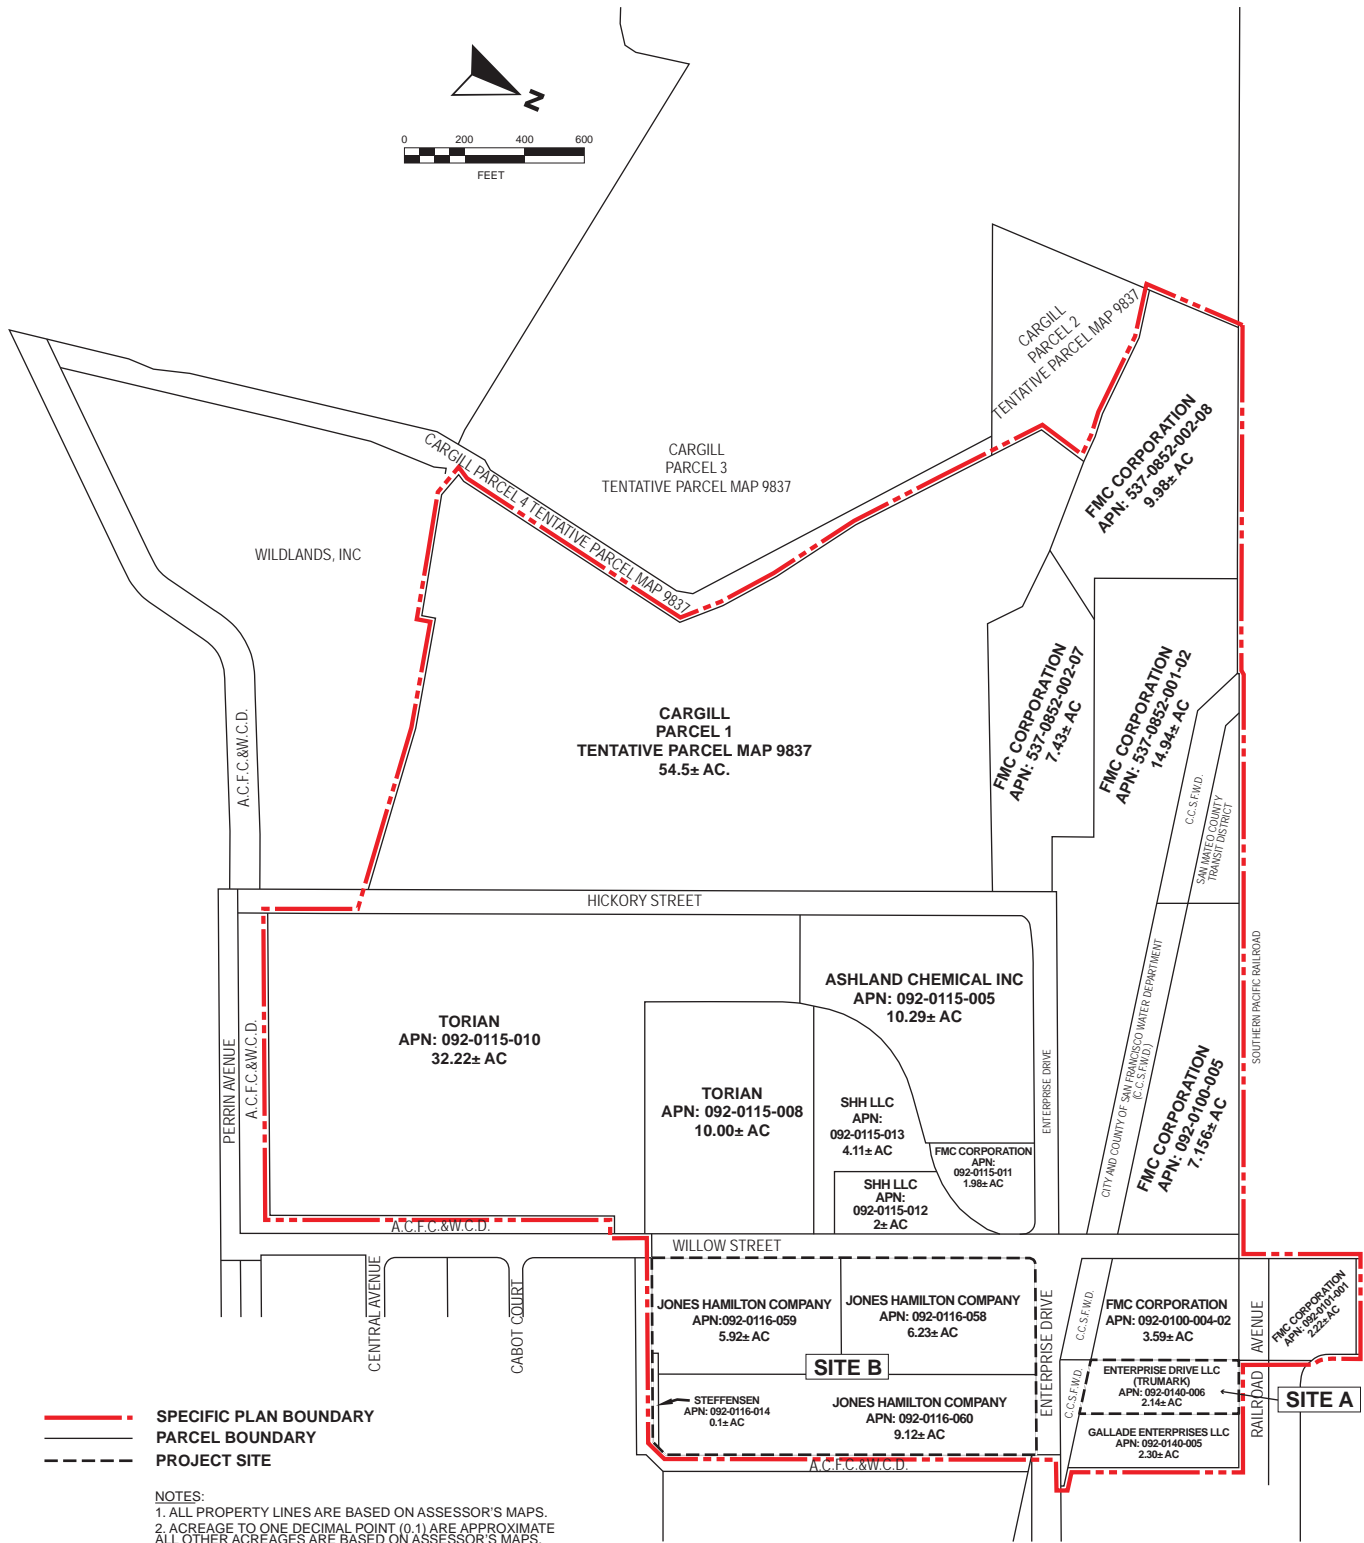 N
0 200 400 600
FEET
CARGILL
PARCEL 2
TENTATIVE PARCEL MAP 9837
FMC CORPORATION
APN: 537-0852-002-08
9.98± AC
CARGILL
PARCEL 3
TENTATIVE PARCEL MAP 9837
CARGILL PARCEL 4 TENTATIVE PARCEL MAP 9837
WILDLANDS, INC
A.C.F.C.&W.C.D.
CARGILL
PARCEL 1
TENTATIVE PARCEL MAP 9837
54.5± AC.
FMC CORPORATION
APN: 537-0852-002-07
7.43± AC
FMC CORPORATION
APN: 537-0852-001-02
14.94± AC
C.C.S.F.W.D.
SAN MATEO COUNTY
TRANSIT DISTRICT
HICKORY STREET
SOUTHERN PACIFIC RAILROAD
CITY AND COUNTY OF SAN FRANCISCO WATER DEPARTMENT
(C.C.S.F.W.D.)
PERRIN AVENUE
A.C.F.C.&W.C.D.
TORIAN
APN: 092-0115-010
32.22± AC
ASHLAND CHEMICAL INC
APN: 092-0115-005
10.29± AC
ENTERPRISE DRIVE
TORIAN
APN: 092-0115-008
10.00± AC
SHH LLC
APN:
092-0115-013
4.11± AC
FMC CORPORATION
APN:
092-0115-011
1.98± AC
SHH LLC
APN:
092-0115-012
2± AC
FMC CORPORATION
APN: 092-0100-005
7.156± AC
A.C.F.C.&W.C.D.
WILLOW STREET
CENTRAL AVENUE
CABOT COURT
JONES HAMILTON COMPANY
APN:092-0116-059
5.92± AC
JONES HAMILTON COMPANY
APN: 092-0116-058
6.23± AC
ENTERPRISE DRIVE
C.C.S.F.W.D.
FMC CORPORATION
APN: 092-0100-004-02
3.59± AC
RAILROAD AVENUE
FMC CORPORATION
APN: 092-0101-001
2.22± AC
SITE B
STEFFENSEN
APN: 092-0116-014
0.1± AC
JONES HAMILTON COMPANY
APN: 092-0116-060
9.12± AC
C.C.S.F.W.D.
ENTERPRISE DRIVE LLC
(TRUMARK)
APN: 092-0140-006
2.14± AC
SITE A
GALLADE ENTERPRISES LLC
APN: 092-0140-005
2.30± AC
A.C.F.C.&W.C.D.
SPECIFIC PLAN BOUNDARY
PARCEL BOUNDARY
PROJECT SITE
NOTES:
1. ALL PROPERTY LINES ARE BASED ON ASSESSOR'S MAPS.
2. ACREAGE TO ONE DECIMAL POINT (0.1) ARE APPROXIMATE
ALL OTHER ACREAGES ARE BASED ON ASSESSOR'S MAPS.